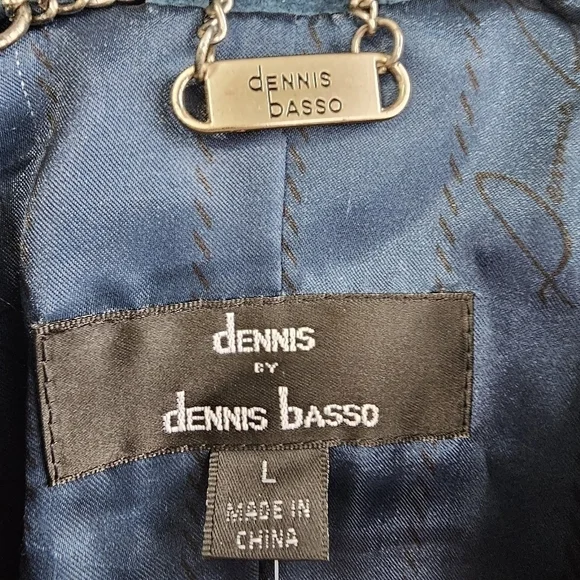 dENNIS
bASSO
dENNIS
BY
dENNIS bASSO
L
MADE IN
CHINA